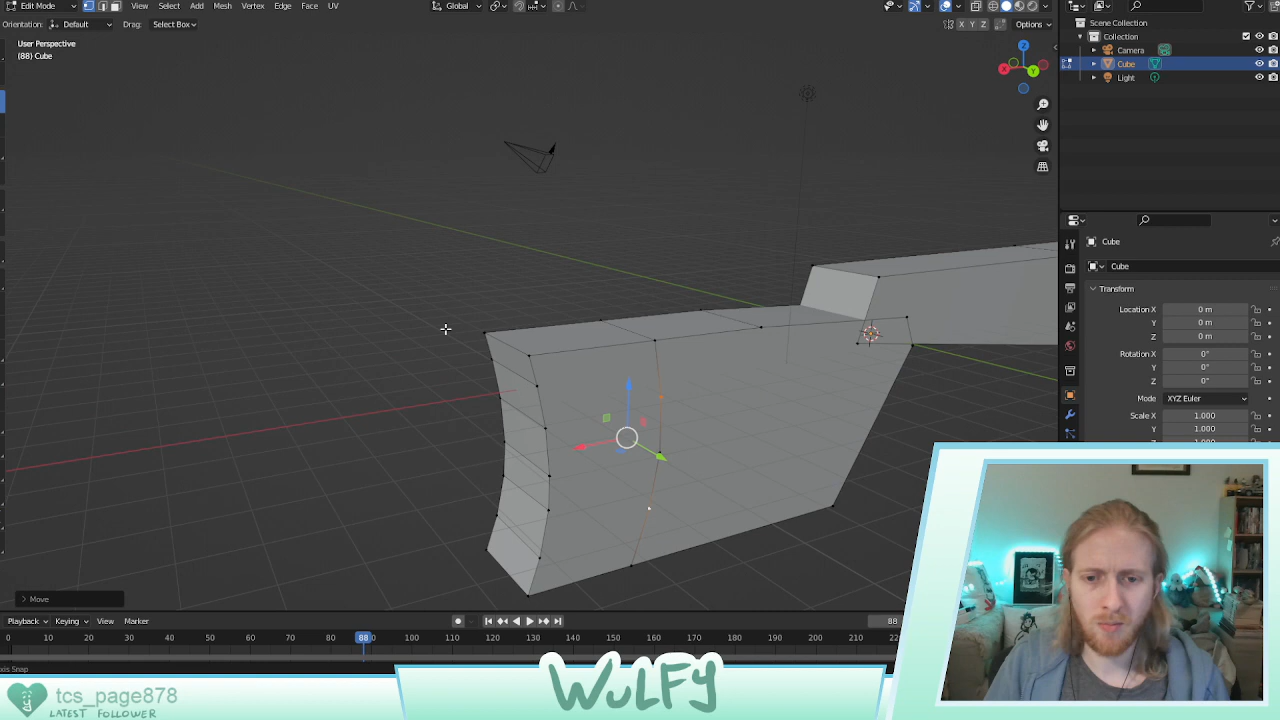 Edit Mode View Select Add Mesh Vertex Edge Face UV Global
Orientation: Default Drag: Select Box X Y Z Options
User Perspective
(88) Cube
X
Y
Z
Scene Collection
Collection
Camera
Cube
Light
Cube
Cube
Transform
Location X 0 m
Y 0 m
Z 0 m
Rotation X 0°
Y 0°
Z 0°
Mode XYZ Euler
Scale X 1.000
Y 1.000
Move
Playback Keying View Marker 88
0 10 20 30 40 50 60 70 80 88 100 110 120 130 140 150 160 170 180 190 200 210
axis Snap
tcs_page878
LATEST FOLLOWER
WULFY